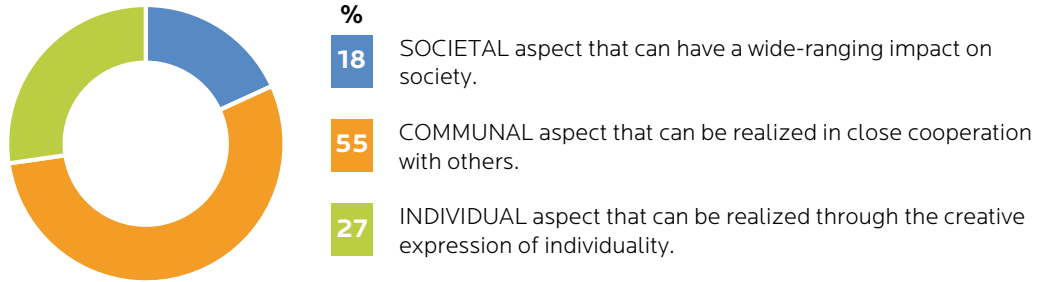 %
18 SOCIETAL aspect that can have a wide-ranging impact on
society.
55 COMMUNAL aspect that can be realized in close cooperation
with others.
27 INDIVIDUAL aspect that can be realized through the creative
expression of individuality.